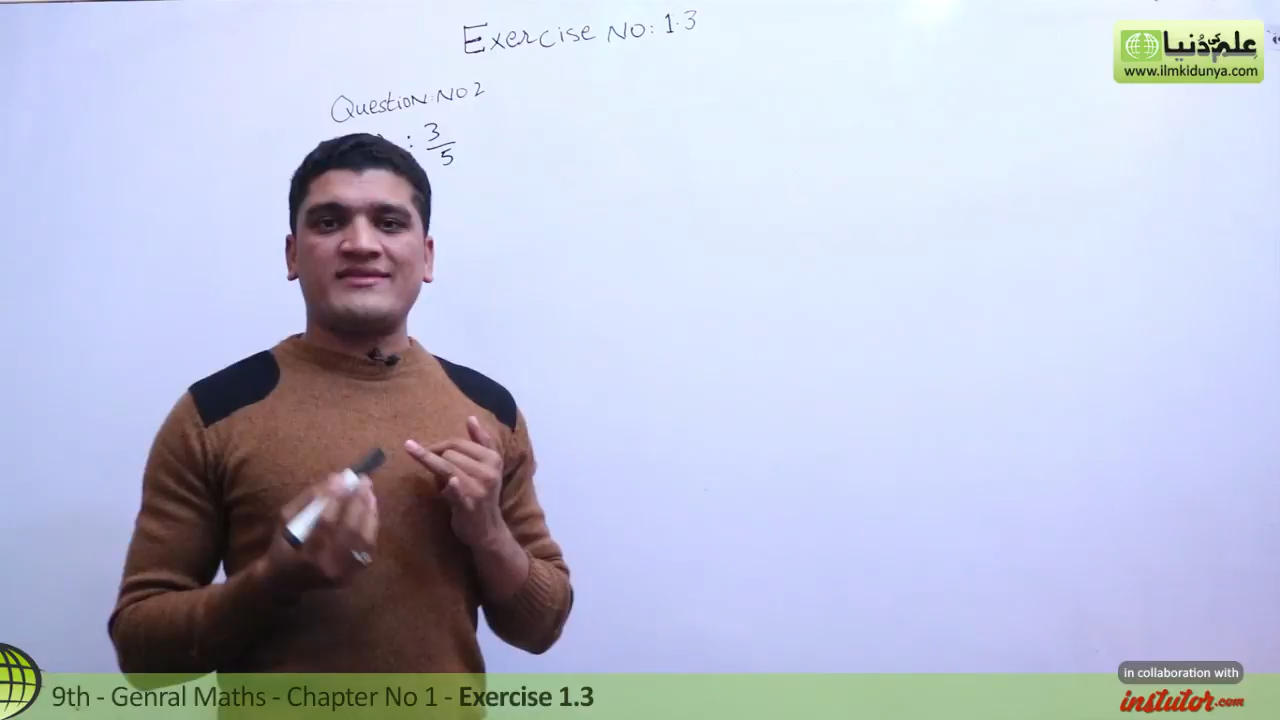 Exercise No: 1.3
علم کی دُنیا
www.ilmkidunya.com
Question: No 2
: 3/5
in collaboration with
instutor.com
9th - Genral Maths - Chapter No 1 - Exercise 1.3